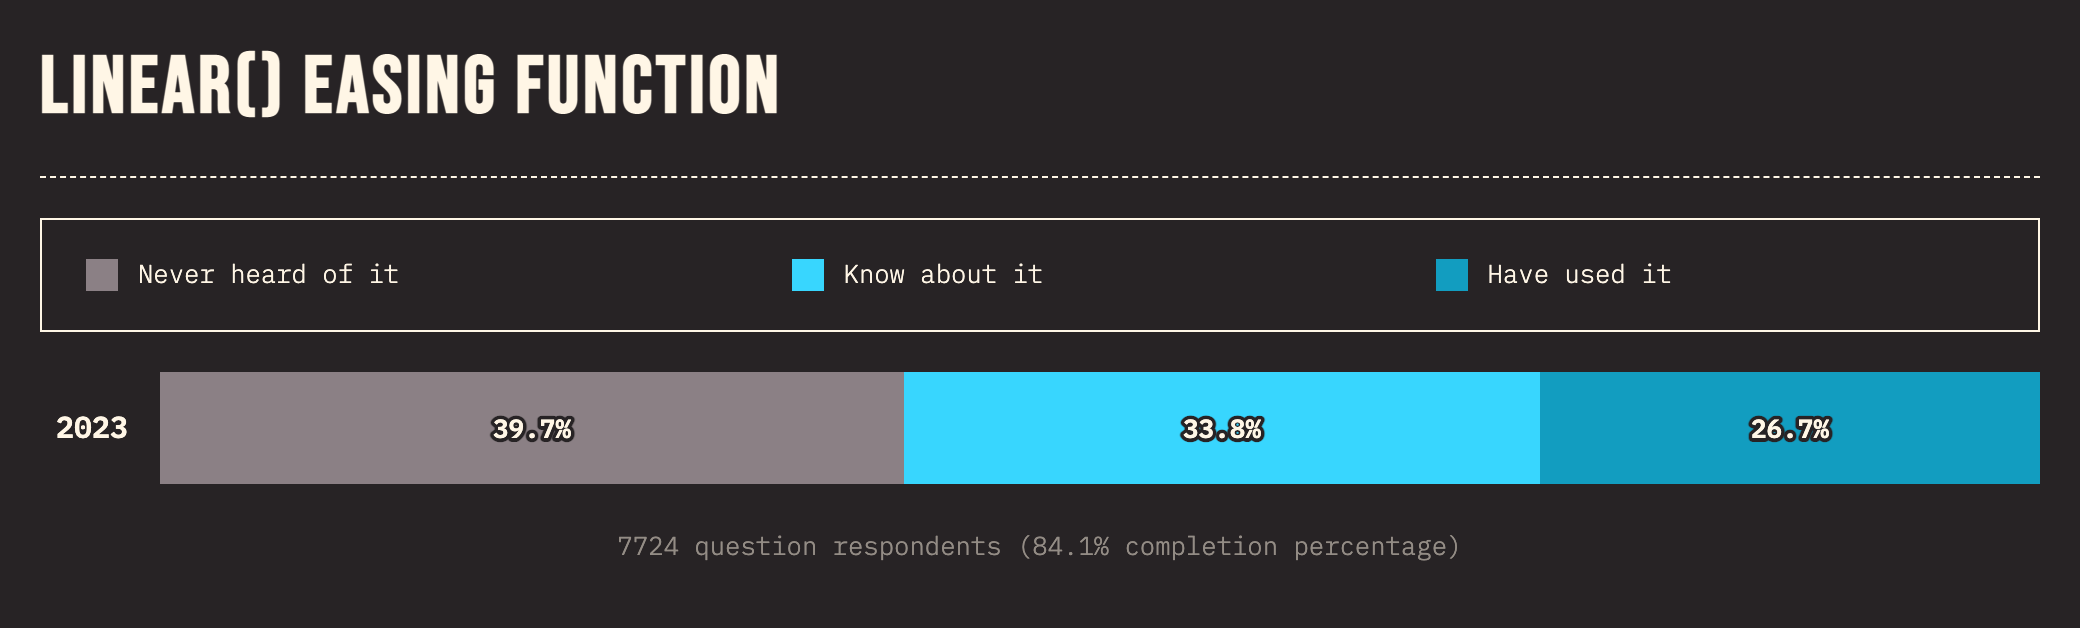 LINEAR() EASING FUNCTION
Never heard of it
Know about it
Have used it
2023
39.7%
33.8%
26.7%
7724 question respondents (84.1% completion percentage)